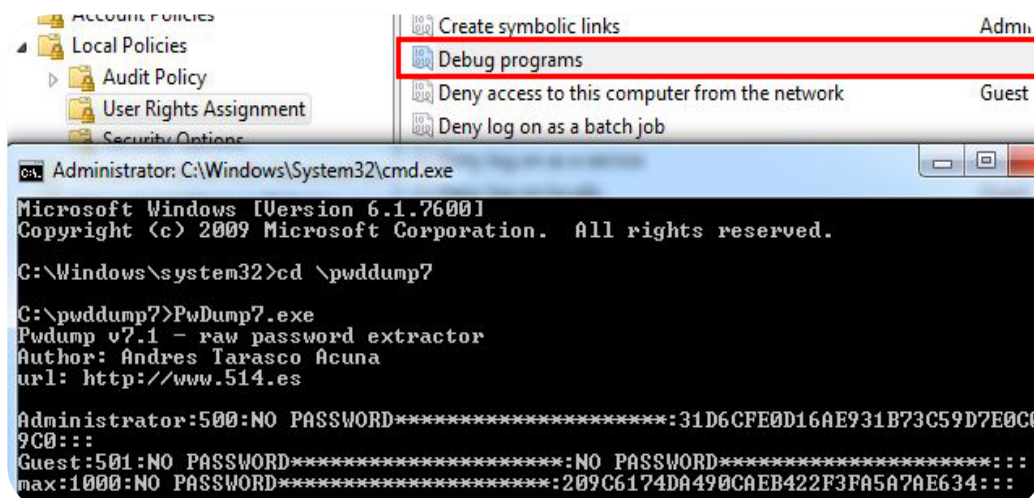 Account Policies
Local Policies
Audit Policy
User Rights Assignment
Security Options
Create symbolic links
Debug programs
Deny access to this computer from the network Guest
Deny log on as a batch job
Administrator: C:\Windows\System32\cmd.exe
Microsoft Windows [Version 6.1.7600]
Copyright (c) 2009 Microsoft Corporation. All rights reserved.
C:\Windows\system32>cd \pwddump7
C:\pwddump7>PwDump7.exe
Pwdump v7.1 - raw password extractor
Author: Andres Tarasco Acuna
url: http://www.514.es
Administrator:500:NO PASSWORD*********************:31D6CFE0D16AE931B73C59D7E0C0
9C0:::
Guest:501:NO PASSWORD*********************:NO PASSWORD*********************:::
max:1000:NO PASSWORD*********************:209C6174DA490CAEB422F3FA5A7AE634:::